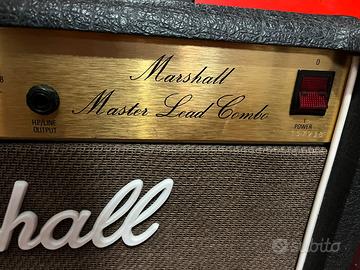 Marshall
Master Lead Combo
HP/LINE
OUTPUT
0
I
POWER
hall
subito